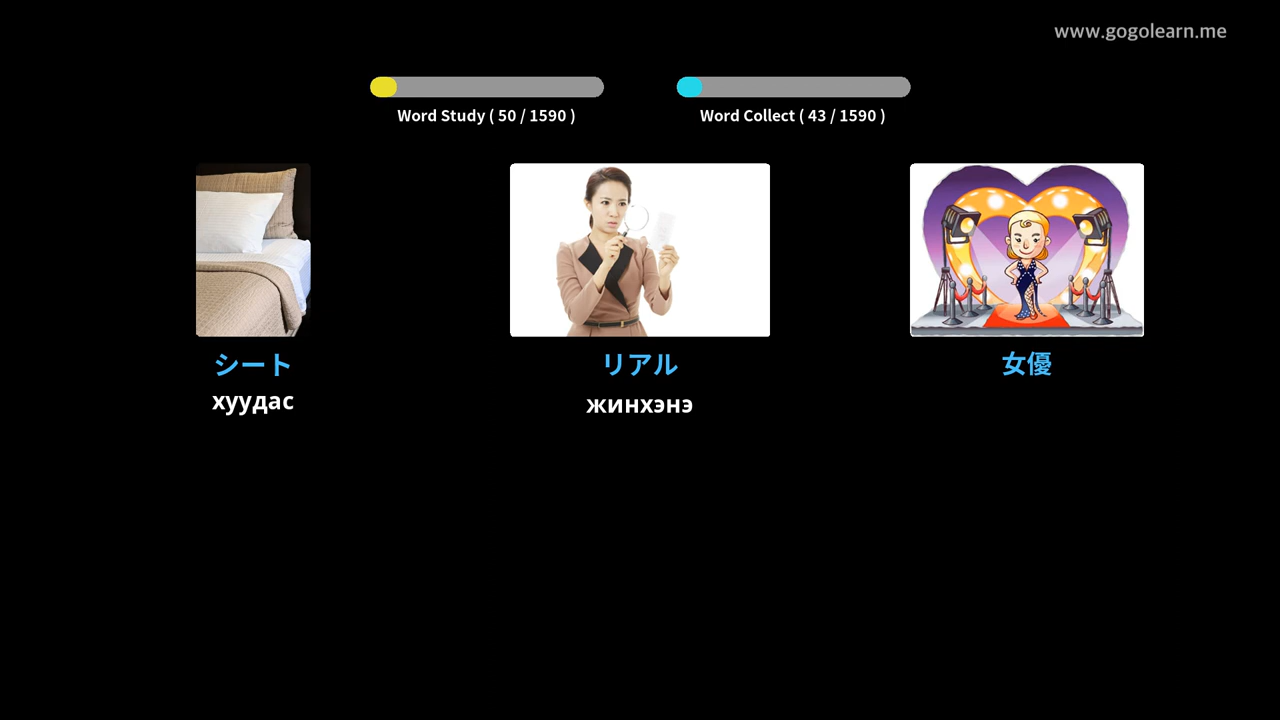 www.gogolearn.me
Word Study ( 50 / 1590 )
Word Collect ( 43 / 1590 )
シート
リアル
女優
хуудас
жинхэнэ